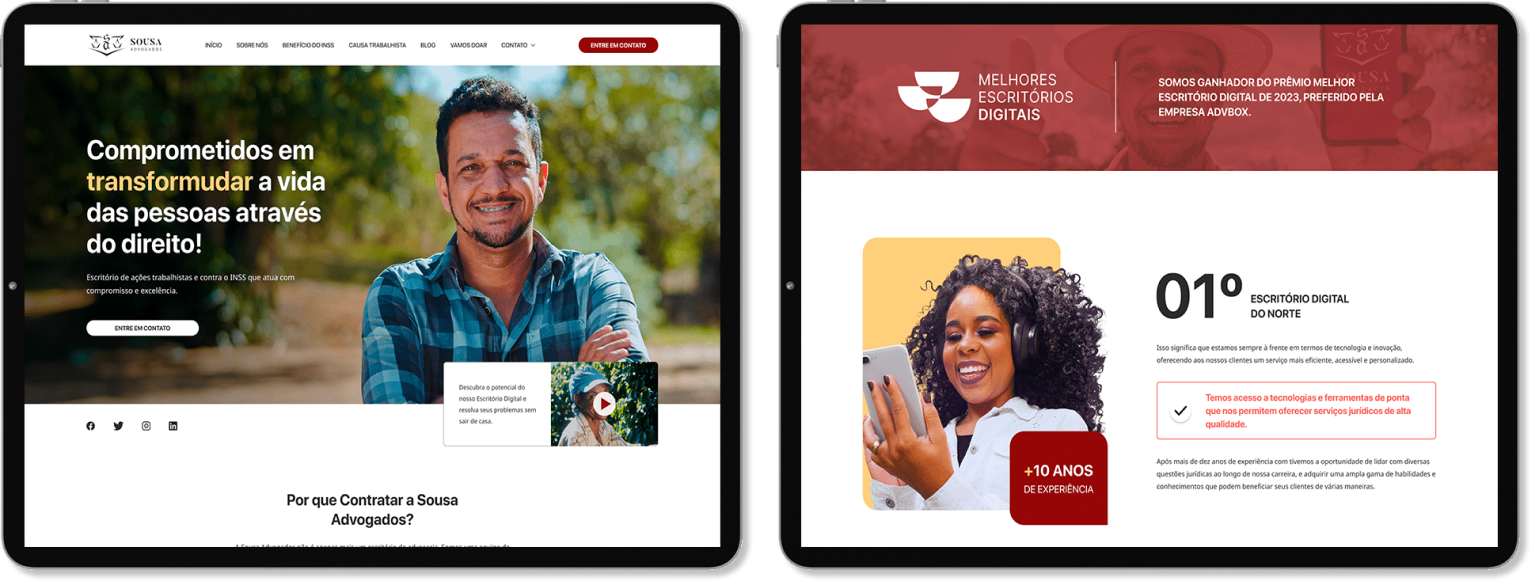 SOUSA
ADVOGADOS
INÍCIO SOBRE NÓS BENEFÍCIO DO INSS CAUSA TRABALHISTA BLOG VAMOS DOAR CONTATO
ENTRE EM CONTATO
Comprometidos em
transformudar a vida
das pessoas através
do direito!
Escritório de ações trabalhistas e contra o INSS que atua com
compromisso e excelência.
ENTRE EM CONTATO
Descubra o potencial do
nosso Escritório Digital e
resolva seus problemas sem
sair de casa.
Por que Contratar a Sousa
Advogados?
MELHORES
ESCRITÓRIOS
DIGITAIS
SOMOS GANHADOR DO PRÊMIO MELHOR
ESCRITÓRIO DIGITAL DE 2023, PREFERIDO PELA
EMPRESA ADVBOX.
01º ESCRITÓRIO DIGITAL
DO NORTE
Isso significa que estamos sempre à frente em termos de tecnologia e inovação,
oferecendo aos nossos clientes um serviço mais eficiente, acessível e personalizado.
Temos acesso a tecnologias e ferramentas de ponta
que nos permitem oferecer serviços jurídicos de alta
qualidade.
+10 ANOS
DE EXPERIÊNCIA
Após mais de dez anos de experiência com tivemos a oportunidade de lidar com diversas
questões jurídicas ao longo de nossa carreira, e adquirir uma ampla gama de habilidades e
conhecimentos que podem beneficiar seus clientes de várias maneiras.